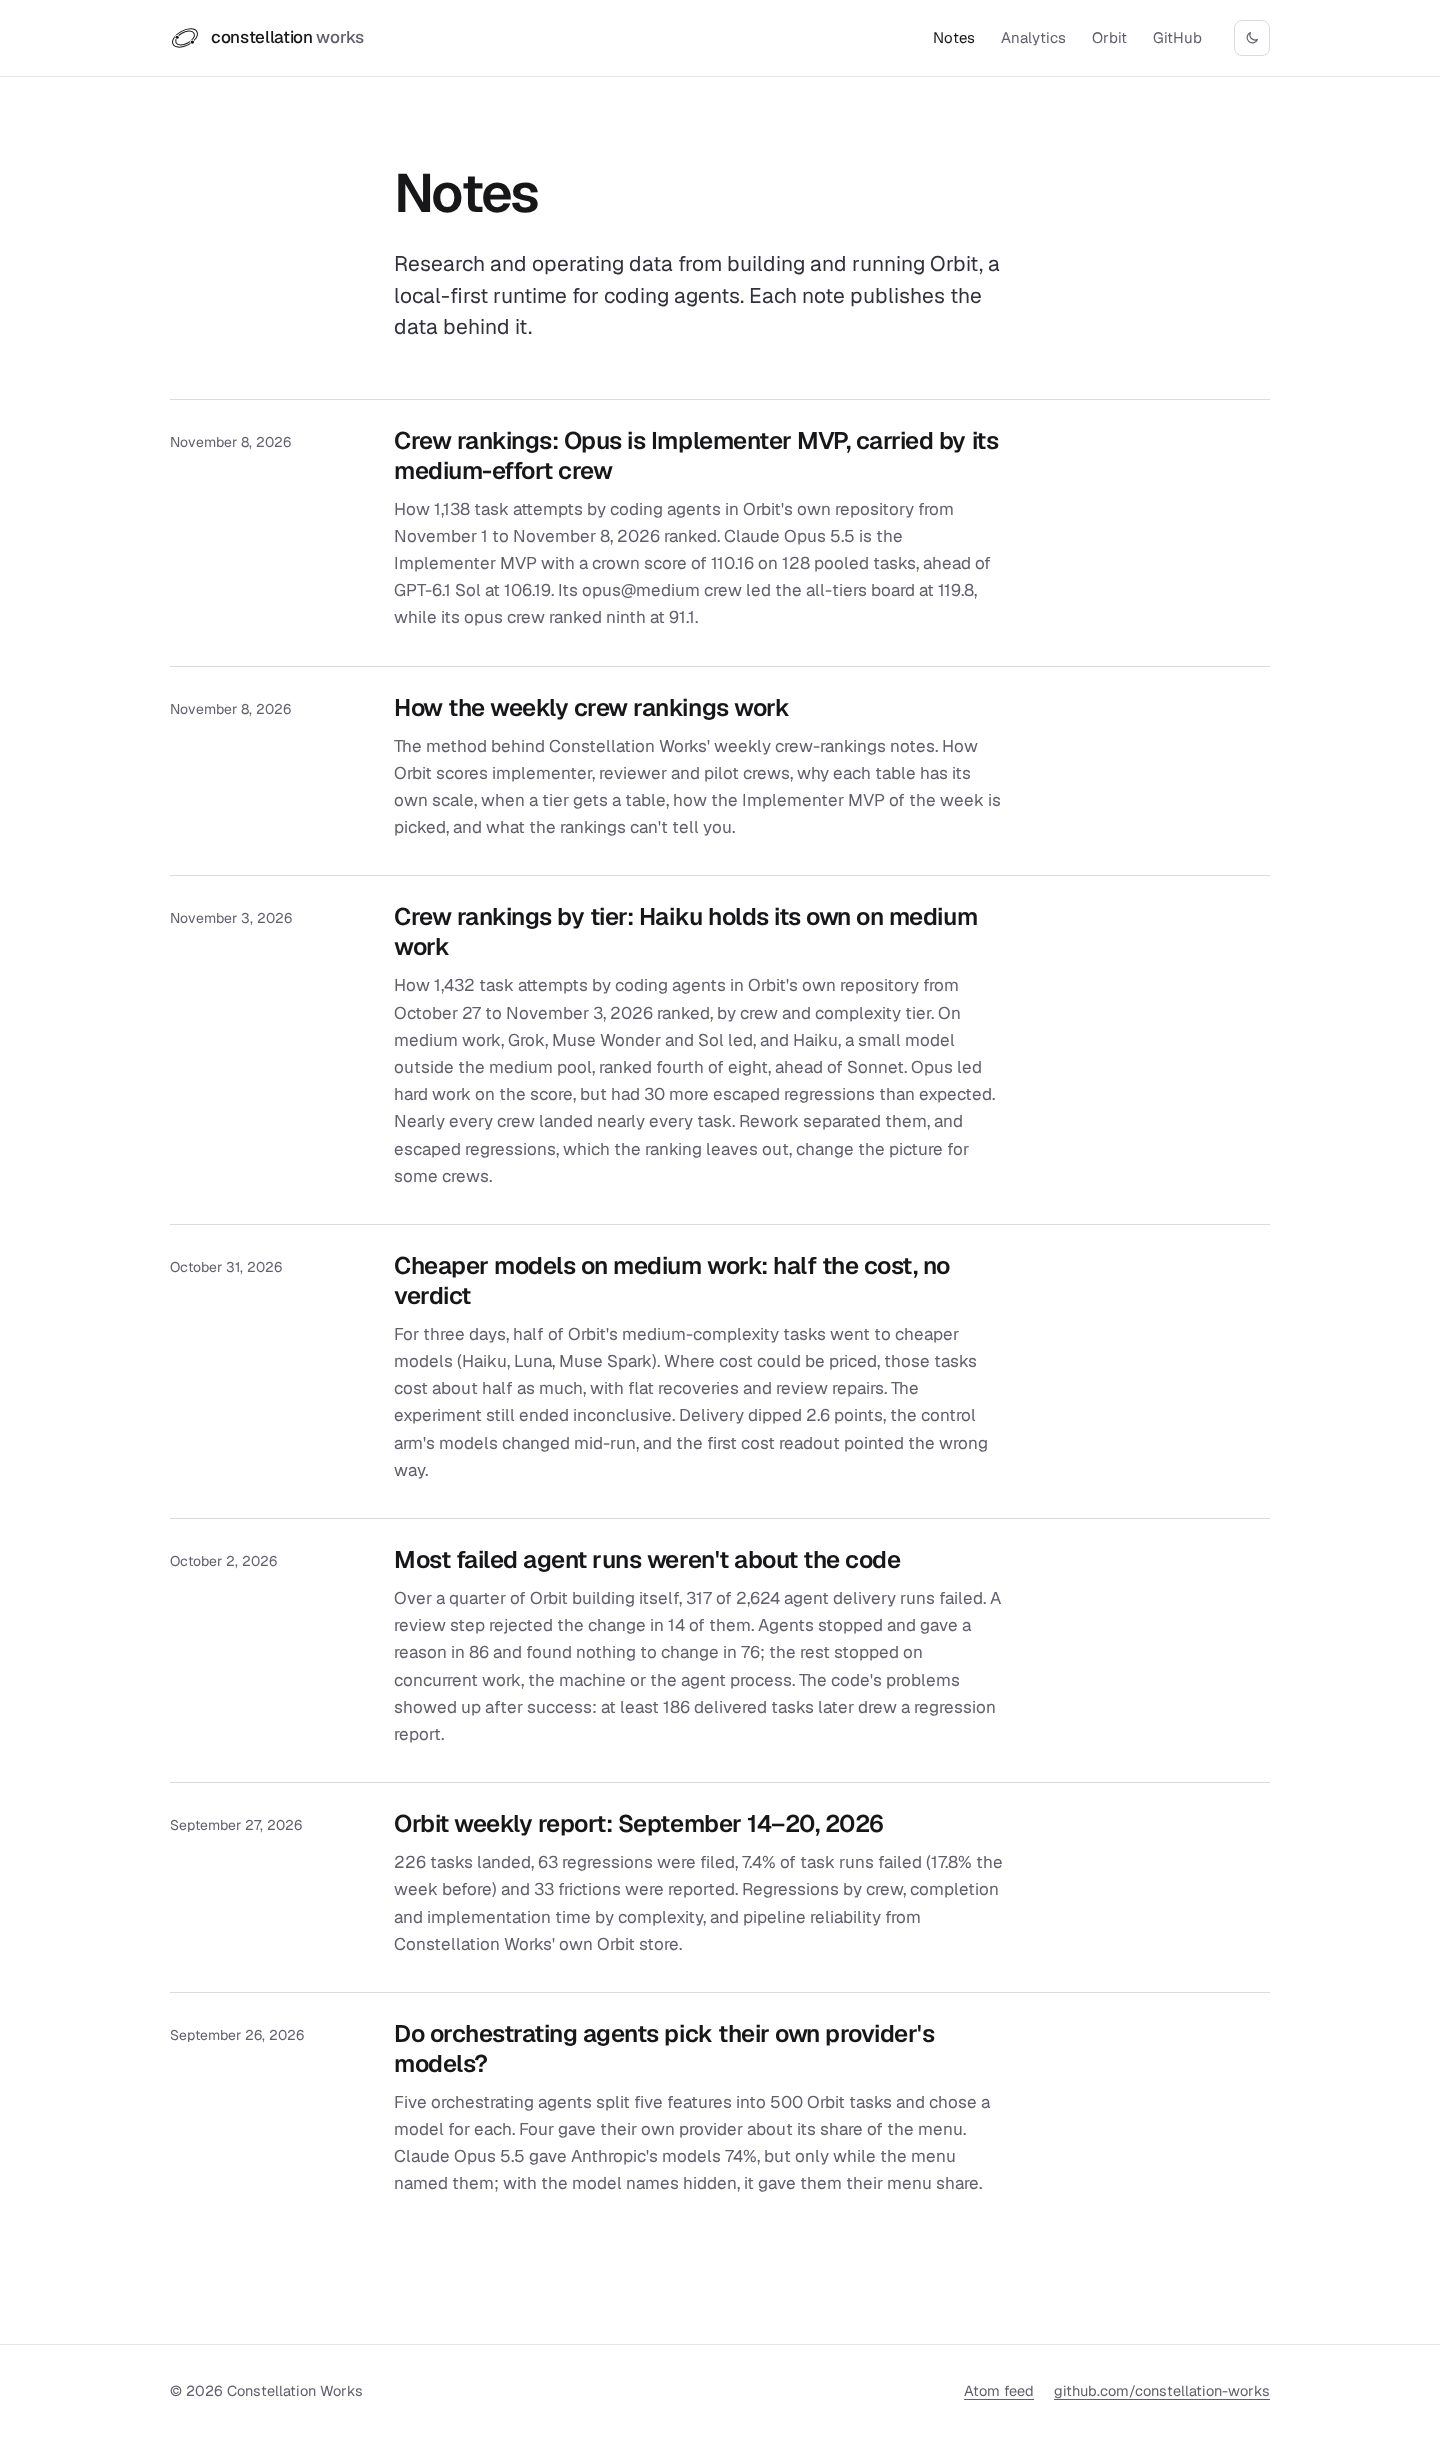 constellation works
Notes Analytics Orbit GitHub
Notes
Research and operating data from building and running Orbit, a
local-first runtime for coding agents. Each note publishes the
data behind it.
November 8, 2026
Crew rankings: Opus is Implementer MVP, carried by its
medium-effort crew
How 1,138 task attempts by coding agents in Orbit's own repository from
November 1 to November 8, 2026 ranked. Claude Opus 5.5 is the
Implementer MVP with a crown score of 110.16 on 128 pooled tasks, ahead of
GPT-6.1 Sol at 106.19. Its opus@medium crew led the all-tiers board at 119.8,
while its opus crew ranked ninth at 91.1.
November 8, 2026
How the weekly crew rankings work
The method behind Constellation Works' weekly crew-rankings notes. How
Orbit scores implementer, reviewer and pilot crews, why each table has its
own scale, when a tier gets a table, how the Implementer MVP of the week is
picked, and what the rankings can't tell you.
November 3, 2026
Crew rankings by tier: Haiku holds its own on medium
work
How 1,432 task attempts by coding agents in Orbit's own repository from
October 27 to November 3, 2026 ranked, by crew and complexity tier. On
medium work, Grok, Muse Wonder and Sol led, and Haiku, a small model
outside the medium pool, ranked fourth of eight, ahead of Sonnet. Opus led
hard work on the score, but had 30 more escaped regressions than expected.
Nearly every crew landed nearly every task. Rework separated them, and
escaped regressions, which the ranking leaves out, change the picture for
some crews.
October 31, 2026
Cheaper models on medium work: half the cost, no
verdict
For three days, half of Orbit's medium-complexity tasks went to cheaper
models (Haiku, Luna, Muse Spark). Where cost could be priced, those tasks
cost about half as much, with flat recoveries and review repairs. The
experiment still ended inconclusive. Delivery dipped 2.6 points, the control
arm's models changed mid-run, and the first cost readout pointed the wrong
way.
October 2, 2026
Most failed agent runs weren't about the code
Over a quarter of Orbit building itself, 317 of 2,624 agent delivery runs failed. A
review step rejected the change in 14 of them. Agents stopped and gave a
reason in 86 and found nothing to change in 76; the rest stopped on
concurrent work, the machine or the agent process. The code's problems
showed up after success: at least 186 delivered tasks later drew a regression
report.
September 27, 2026
Orbit weekly report: September 14–20, 2026
226 tasks landed, 63 regressions were filed, 7.4% of task runs failed (17.8% the
week before) and 33 frictions were reported. Regressions by crew, completion
and implementation time by complexity, and pipeline reliability from
Constellation Works' own Orbit store.
September 26, 2026
Do orchestrating agents pick their own provider's
models?
Five orchestrating agents split five features into 500 Orbit tasks and chose a
model for each. Four gave their own provider about its share of the menu.
Claude Opus 5.5 gave Anthropic's models 74%, but only while the menu
named them; with the model names hidden, it gave them their menu share.
© 2026 Constellation Works
Atom feed github.com/constellation-works